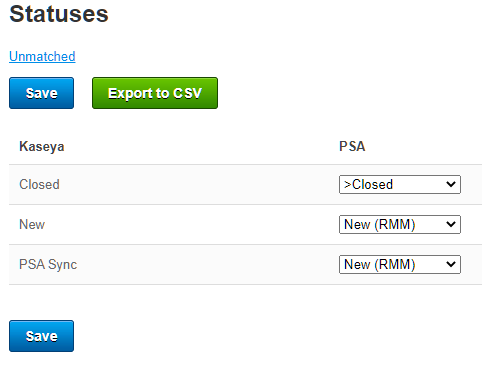 Statuses
Unmatched
Save Export to CSV
Kaseya PSA
Closed >Closed
New New (RMM)
PSA Sync New (RMM)
Save